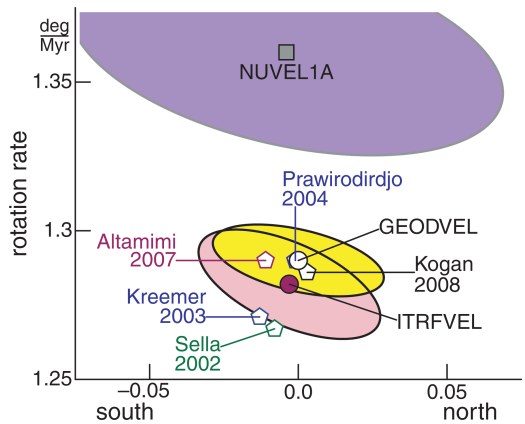 deg
Myr
1.35
NUVEL1A
rotation rate
Prawirodirdjo
2004
1.3
GEODVEL
Altamimi
2007
Kogan
2008
Kreemer
2003
ITRFVEL
Sella
2002
1.25
−0.05
0.0
0.05
south
north